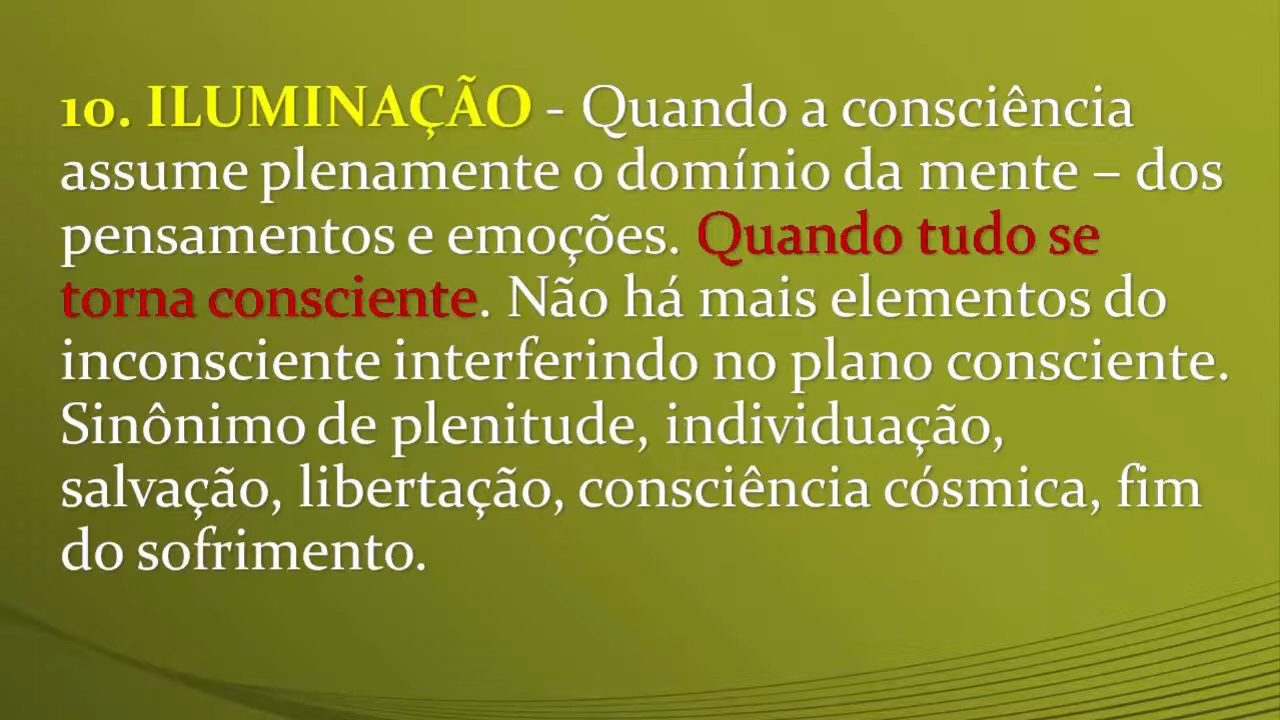 10. ILUMINAÇÃO - Quando a consciência
assume plenamente o domínio da mente – dos
pensamentos e emoções. Quando tudo se
torna consciente. Não há mais elementos do
inconsciente interferindo no plano consciente.
Sinônimo de plenitude, individuação,
salvação, libertação, consciência cósmica, fim
do sofrimento.